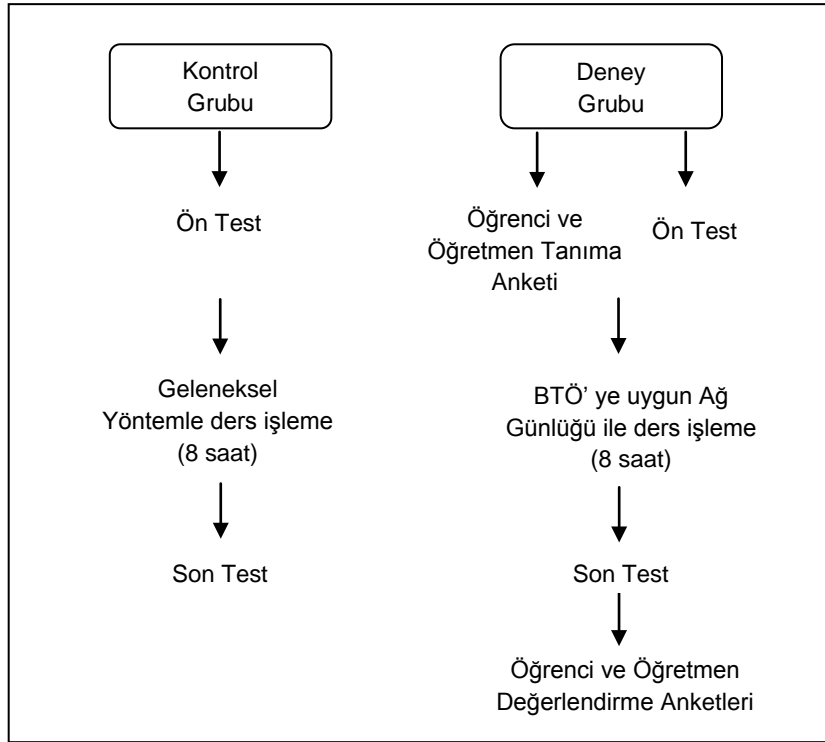 Kontrol
Grubu
Ön Test
Geleneksel
Yöntemle ders işleme
(8 saat)
Son Test
Deney
Grubu
Öğrenci ve
Öğretmen Tanıma
Anketi
Ön Test
BTÖ’ ye uygun Ağ
Günlüğü ile ders işleme
(8 saat)
Son Test
Öğrenci ve Öğretmen
Değerlendirme Anketleri